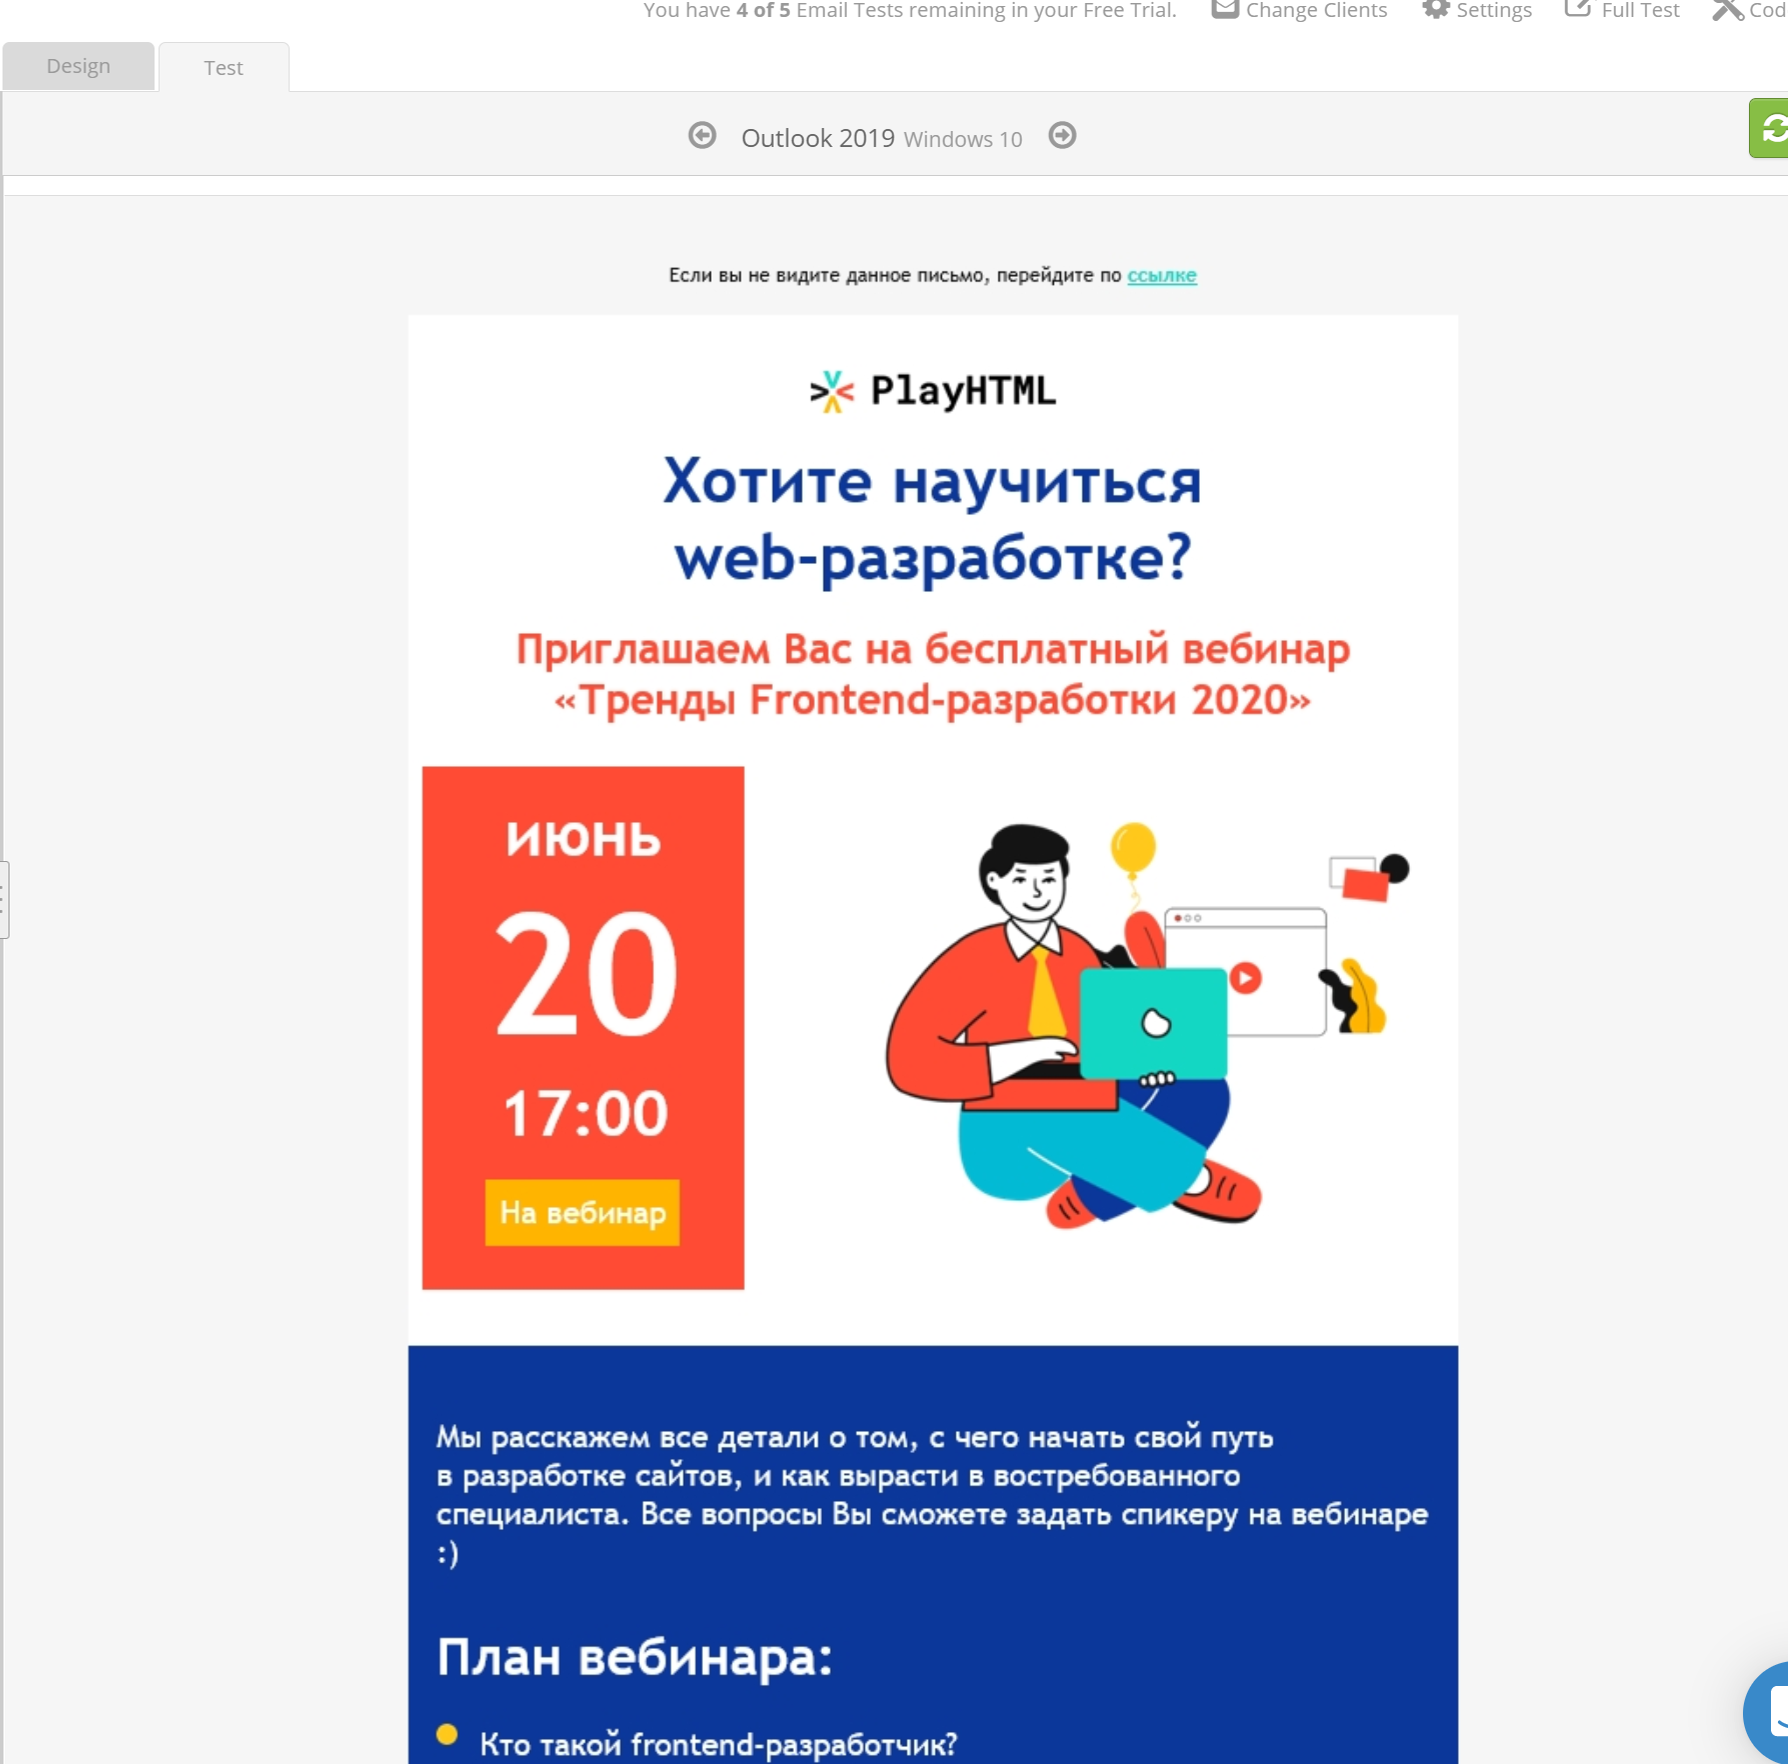 You have 4 of 5 Email Tests remaining in your Free Trial. Change Clients Settings Full Test
Design Test
Outlook 2019 Windows 10
Если вы не видите данное письмо, перейдите по ссылке
PlayHTML
Хотите научиться
web-разработке?
Приглашаем Вас на бесплатный вебинар
«Тренды Frontend-разработки 2020»
ИЮНЬ
20
17:00
На вебинар
Мы расскажем все детали о том, с чего начать свой путь
в разработке сайтов, и как вырасти в востребованного
специалиста. Все вопросы Вы сможете задать спикеру на вебинаре
:)
План вебинара:
Кто такой frontend-разработчик?